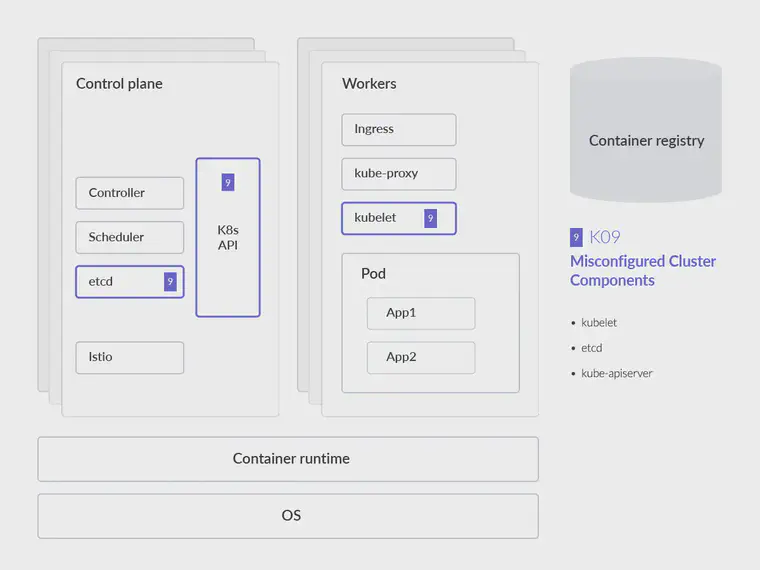 Control plane
Controller
Scheduler
etcd 9
Istio
9
K8s
API
Workers
Ingress
kube-proxy
kubelet 9
Pod
App1
App2
Container runtime
OS
Container registry
9 K09
Misconfigured Cluster
Components
• kubelet
• etcd
• kube-apiserver